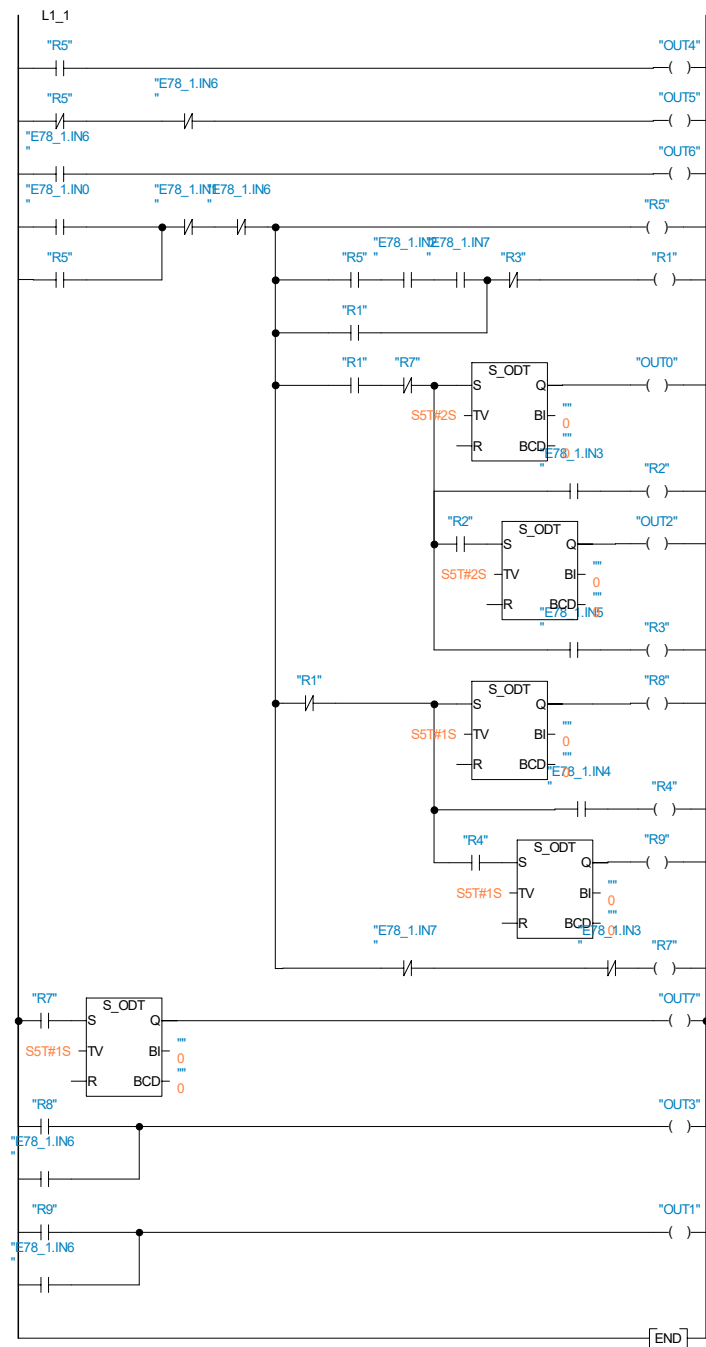 L1_1
"R5" "OUT4"
"E78_1.IN6
"
"R5" "OUT5"
"E78_1.IN6
"
"OUT6"
"E78_1.IN0
"
"E78_1.IN1
"
"E78_1.IN6
"
"R5"
"R5"
"R5"
"E78_1.IN2
"
"E78_1.IN7
"
"R3" "R1"
"R1"
"R1" "R7" "OUT0"
S_ODT
S Q
S5T#2S TV BI ""
0
R BCD ""
0
"E78_1.IN3
"
"R2"
"R2" "OUT2"
S_ODT
S Q
S5T#2S TV BI ""
0
R BCD ""
0
"E78_1.IN5
"
"R3"
"R1" "R8"
S_ODT
S Q
S5T#1S TV BI ""
0
R BCD ""
0
"E78_1.IN4
"
"R4"
"R4" "R9"
S_ODT
S Q
S5T#1S TV BI ""
0
R BCD ""
0
"E78_1.IN7
"
"E78_1.IN3
"
"R7"
"R7" "OUT7"
S_ODT
S Q
S5T#1S TV BI ""
0
R BCD ""
0
"R8" "OUT3"
"E78_1.IN6
"
"R9" "OUT1"
"E78_1.IN6
"
END